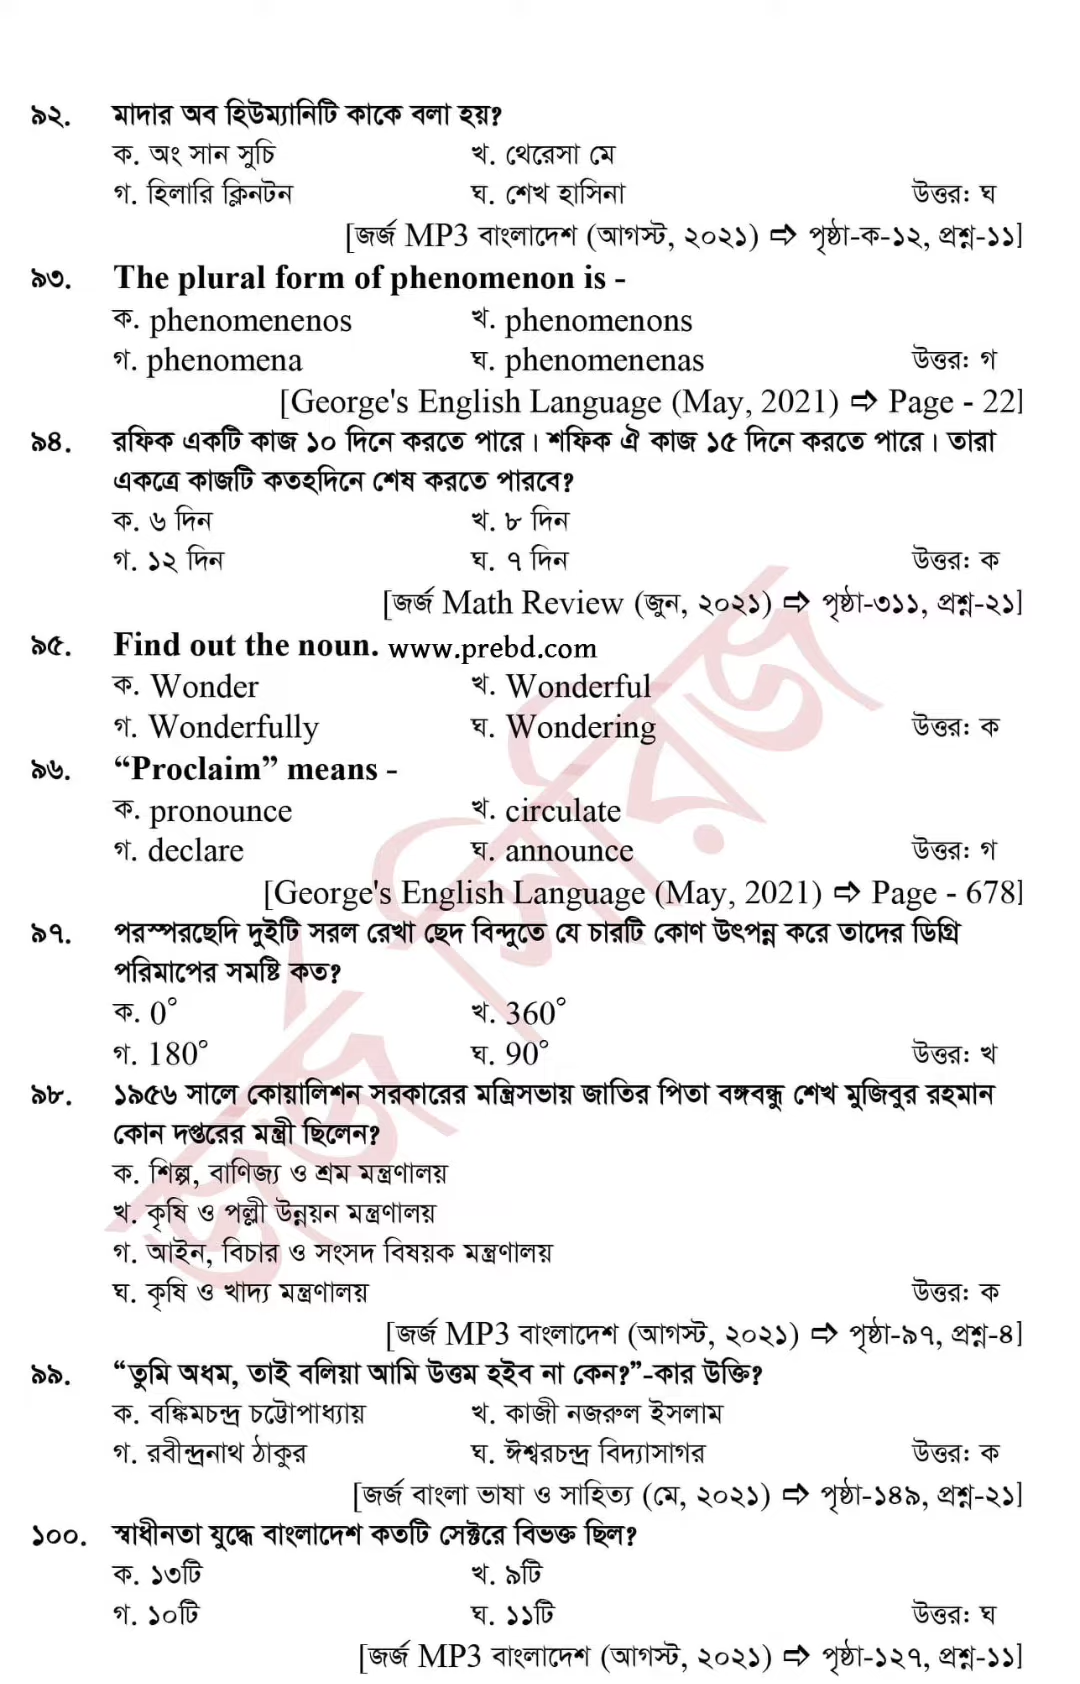 ৯২. মাদার অব হিউম্যানিটি কাকে বলা হয়?
ক. অং সান সুচি খ. থেরেসা মে
গ. হিলারি ক্লিনটন ঘ. শেখ হাসিনা উত্তর: ঘ
[জর্জ MP3 বাংলাদেশ (আগস্ট, ২০২১) ⇨ পৃষ্ঠা-ক-১২, প্রশ্ন-১১]
৯৩. The plural form of phenomenon is -
ক. phenomenenos খ. phenomenons
গ. phenomena ঘ. phenomenenas উত্তর: গ
[George's English Language (May, 2021) ⇨ Page - 22]
৯৪. রফিক একটি কাজ ১০ দিনে করতে পারে। শফিক ঐ কাজ ১৫ দিনে করতে পারে। তারা
একত্রে কাজটি কতহদিনে শেষ করতে পারবে?
ক. ৬ দিন খ. ৮ দিন
গ. ১২ দিন ঘ. ৭ দিন উত্তর: ক
[জর্জ Math Review (জুন, ২০২১) ⇨ পৃষ্ঠা-৩১১, প্রশ্ন-২১]
৯৫. Find out the noun. www.prebd.com
ক. Wonder খ. Wonderful
গ. Wonderfully ঘ. Wondering উত্তর: ক
৯৬. “Proclaim” means -
ক. pronounce খ. circulate
গ. declare ঘ. announce উত্তর: গ
[George's English Language (May, 2021) ⇨ Page - 678]
৯৭. পরস্পরছেদি দুইটি সরল রেখা ছেদ বিন্দুতে যে চারটি কোণ উৎপন্ন করে তাদের ডিগ্রি
পরিমাপের সমষ্টি কত?
ক. 0° খ. 360°
গ. 180° ঘ. 90° উত্তর: খ
৯৮. ১৯৫৬ সালে কোয়ালিশন সরকারের মন্ত্রিসভায় জাতির পিতা বঙ্গবন্ধু শেখ মুজিবুর রহমান
কোন দপ্তরের মন্ত্রী ছিলেন?
ক. শিল্প, বাণিজ্য ও শ্রম মন্ত্রণালয়
খ. কৃষি ও পল্লী উন্নয়ন মন্ত্রণালয়
গ. আইন, বিচার ও সংসদ বিষয়ক মন্ত্রণালয়
ঘ. কৃষি ও খাদ্য মন্ত্রণালয় উত্তর: ক
[জর্জ MP3 বাংলাদেশ (আগস্ট, ২০২১) ⇨ পৃষ্ঠা-৯৭, প্রশ্ন-৪]
৯৯. “তুমি অধম, তাই বলিয়া আমি উত্তম হইব না কেন?”-কার উক্তি?
ক. বঙ্কিমচন্দ্র চট্টোপাধ্যায় খ. কাজী নজরুল ইসলাম
গ. রবীন্দ্রনাথ ঠাকুর ঘ. ঈশ্বরচন্দ্র বিদ্যাসাগর উত্তর: ক
[জর্জ বাংলা ভাষা ও সাহিত্য (মে, ২০২১) ⇨ পৃষ্ঠা-১৪৯, প্রশ্ন-২১]
১০০. স্বাধীনতা যুদ্ধে বাংলাদেশ কতটি সেক্টরে বিভক্ত ছিল?
ক. ১৩টি খ. ৯টি
গ. ১০টি ঘ. ১১টি উত্তর: ঘ
[জর্জ MP3 বাংলাদেশ (আগস্ট, ২০২১) ⇨ পৃষ্ঠা-১২৭, প্রশ্ন-১১]
জর্জ সিরিজ